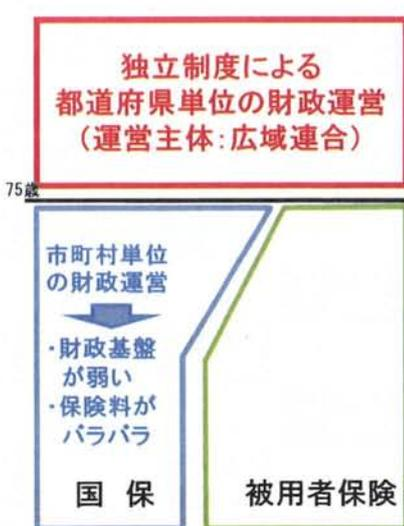 独立制度による
都道府県単位の財政運営
(運営主体:広域連合)
75歳
市町村単位
の財政運営
・財政基盤
が弱い
・保険料が
バラバラ
国保
被用者保険